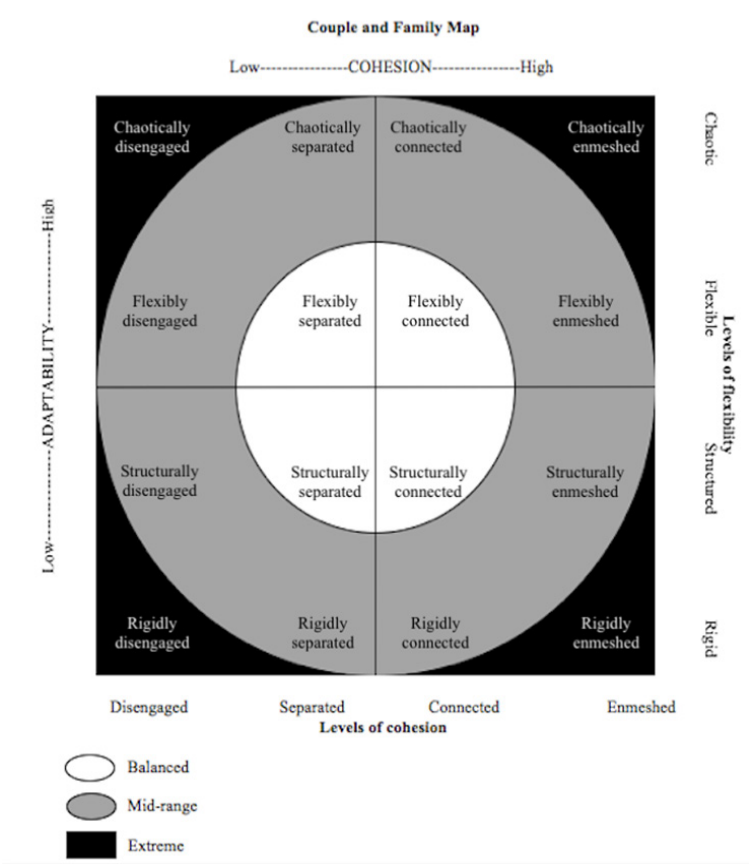 Couple and Family Map
Low----------------COHESION----------------High
Chaotically
disengaged
Chaotically
separated
Chaotically
connected
Chaotically
enmeshed
Chaotic
Flexibly
disengaged
Flexibly
separated
Flexibly
connected
Flexibly
enmeshed
Flexible
Low----------------ADAPTABILITY----------------High
Levels of flexibility
Structurally
disengaged
Structurally
separated
Structurally
connected
Structurally
enmeshed
Structured
Rigidly
disengaged
Rigidly
separated
Rigidly
connected
Rigidly
enmeshed
Rigid
Disengaged
Separated
Connected
Enmeshed
Levels of cohesion
Balanced
Mid-range
Extreme